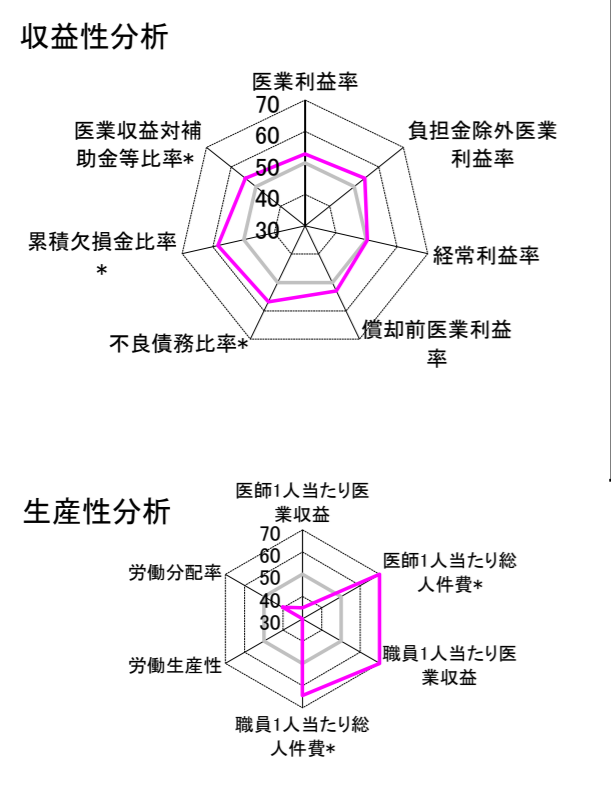 収益性分析
医業利益率
70
60
50
40
30
負担金除外医業
利益率
経常利益率
償却前医業利益
率
不良債務比率*
累積欠損金比率
*
医業収益対補
助金等比率*
生産性分析
医師1人当たり医
業収益
70
60
50
40
30
医師1人当たり総
人件費*
職員1人当たり医
業収益
職員1人当たり総
人件費*
労働生産性
労働分配率